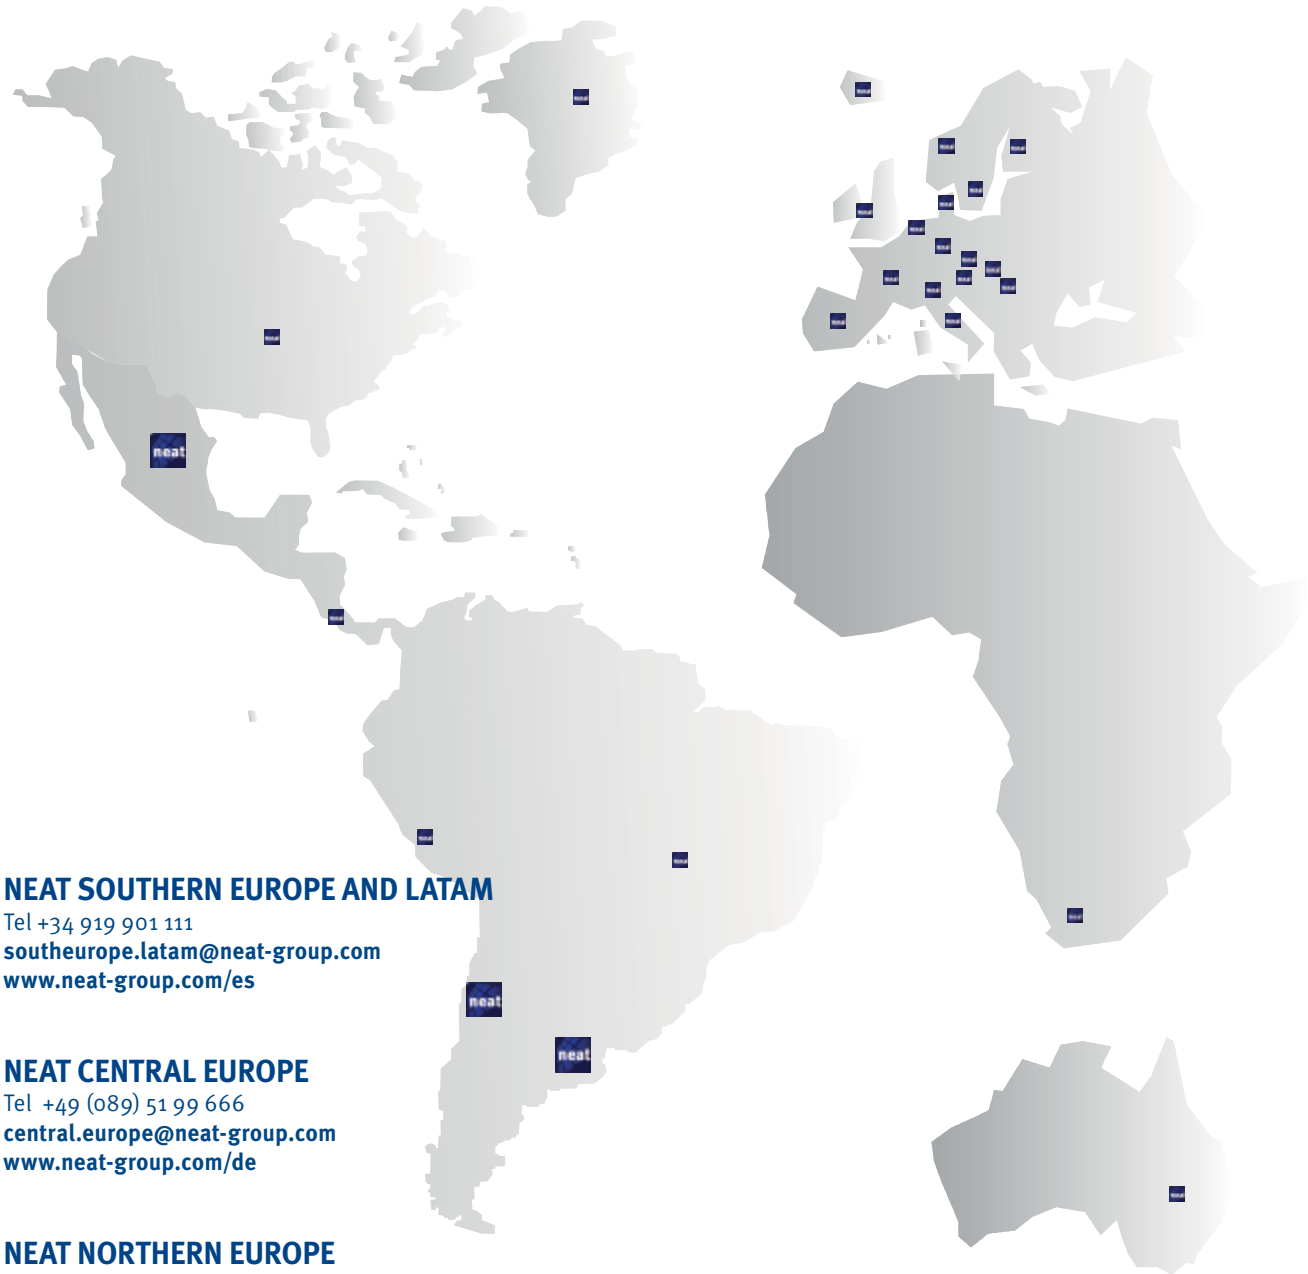 neat
neat
neat
NEAT SOUTHERN EUROPE AND LATAM
Tel +34 919 901 111
southeurope.latam@neat-group.com
www.neat-group.com/es
NEAT CENTRAL EUROPE
Tel +49 (089) 51 99 666
central.europe@neat-group.com
www.neat-group.com/de
NEAT NORTHERN EUROPE